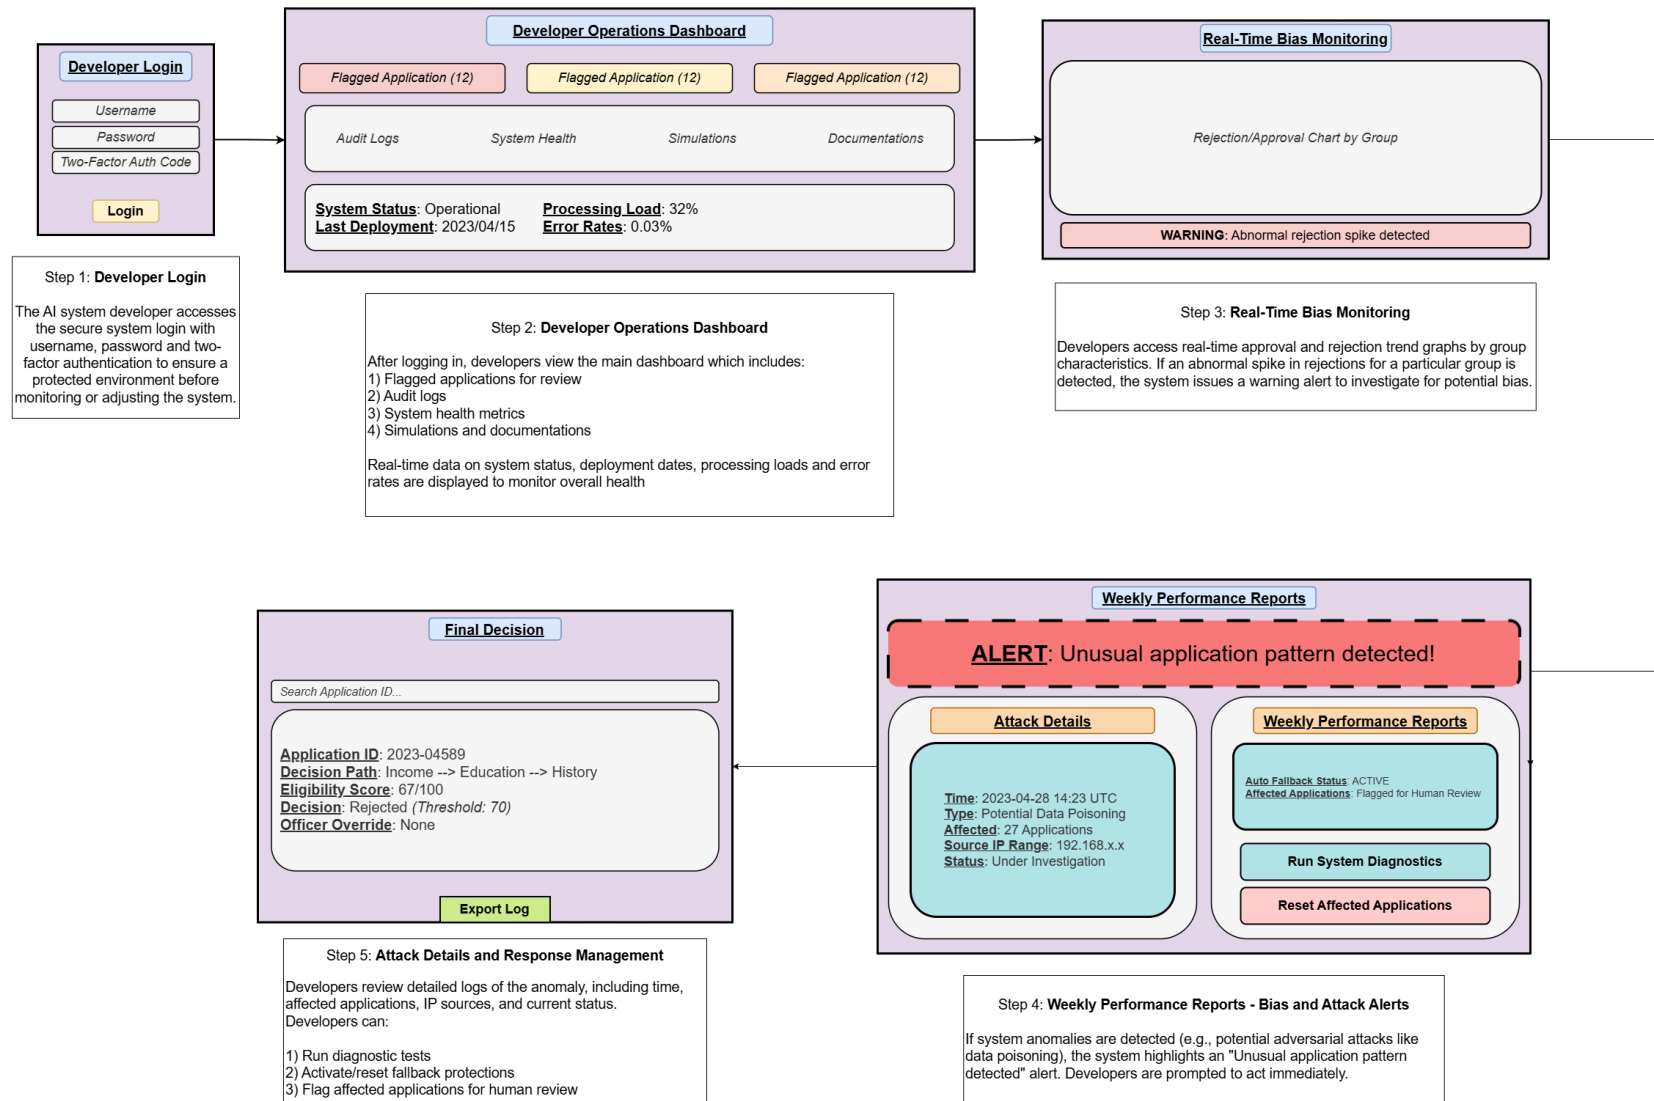 Developer Login
Username
Password
Two-Factor Auth Code
Login
Step 1: Developer Login
The AI system developer accesses
the secure system login with
username, password and two-
factor authentication to ensure a
protected environment before
monitoring or adjusting the system.
Developer Operations Dashboard
Flagged Application (12)
Flagged Application (12)
Flagged Application (12)
Audit Logs
System Health
Simulations
Documentations
System Status: Operational
Processing Load: 32%
Last Deployment: 2023/04/15
Error Rates: 0.03%
Step 2: Developer Operations Dashboard
After logging in, developers view the main dashboard which includes:
1) Flagged applications for review
2) Audit logs
3) System health metrics
4) Simulations and documentations
Real-time data on system status, deployment dates, processing loads and error
rates are displayed to monitor overall health
Real-Time Bias Monitoring
Rejection/Approval Chart by Group
WARNING: Abnormal rejection spike detected
Step 3: Real-Time Bias Monitoring
Developers access real-time approval and rejection trend graphs by group
characteristics. If an abnormal spike in rejections for a particular group is
detected, the system issues a warning alert to investigate for potential bias.
Weekly Performance Reports
ALERT: Unusual application pattern detected!
Attack Details
Time: 2023-04-28 14:23 UTC
Type: Potential Data Poisoning
Affected: 27 Applications
Source IP Range: 192.168.x.x
Status: Under Investigation
Weekly Performance Reports
Auto Fallback Status: ACTIVE
Affected Applications: Flagged for Human Review
Run System Diagnostics
Reset Affected Applications
Step 4: Weekly Performance Reports - Bias and Attack Alerts
If system anomalies are detected (e.g., potential adversarial attacks like
data poisoning), the system highlights an "Unusual application pattern
detected" alert. Developers are prompted to act immediately.
Final Decision
Search Application ID...
Application ID: 2023-04589
Decision Path: Income --> Education --> History
Eligibility Score: 67/100
Decision: Rejected (Threshold: 70)
Officer Override: None
Export Log
Step 5: Attack Details and Response Management
Developers review detailed logs of the anomaly, including time,
affected applications, IP sources, and current status.
Developers can:
1) Run diagnostic tests
2) Activate/reset fallback protections
3) Flag affected applications for human review